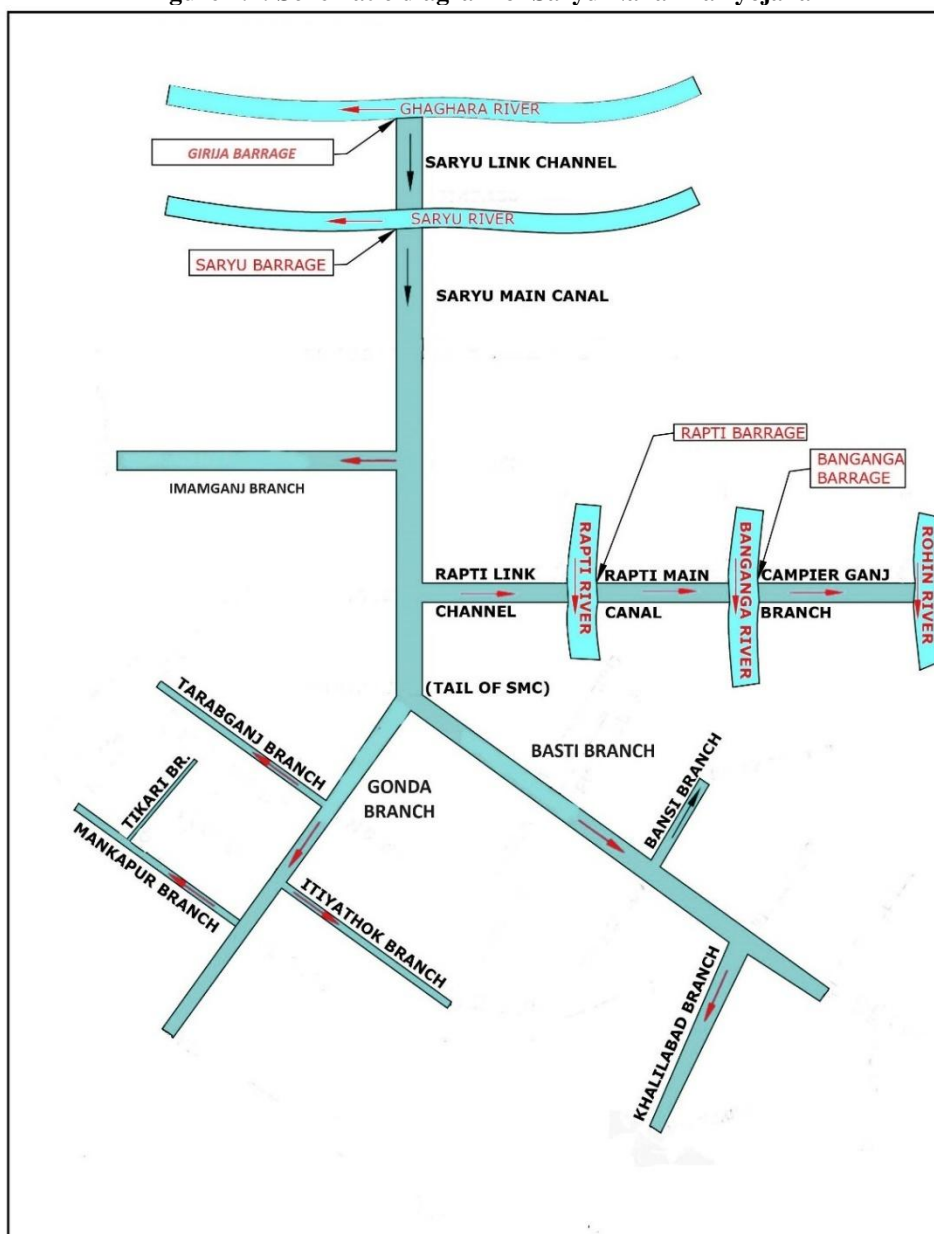 GHAGHARA RIVER
GIRIJA BARRAGE
SARYU LINK CHANNEL
SARYU RIVER
SARYU BARRAGE
SARYU MAIN CANAL
RAPTI BARRAGE
BANGANGA
BARRAGE
IMAMGANJ BRANCH
RAPTI RIVER
BANGANGA RIVER
ROHIN RIVER
RAPTI LINK
CHANNEL
RAPTI MAIN
CANAL
CAMPIER GANJ
BRANCH
(TAIL OF SMC)
TARABGANJ BRANCH
TIKARI BR.
MANKAPUR BRANCH
GONDA
BRANCH
ITIYATHOK BRANCH
BASTI BRANCH
BANSI BRANCH
KHALILABAD BRANCH